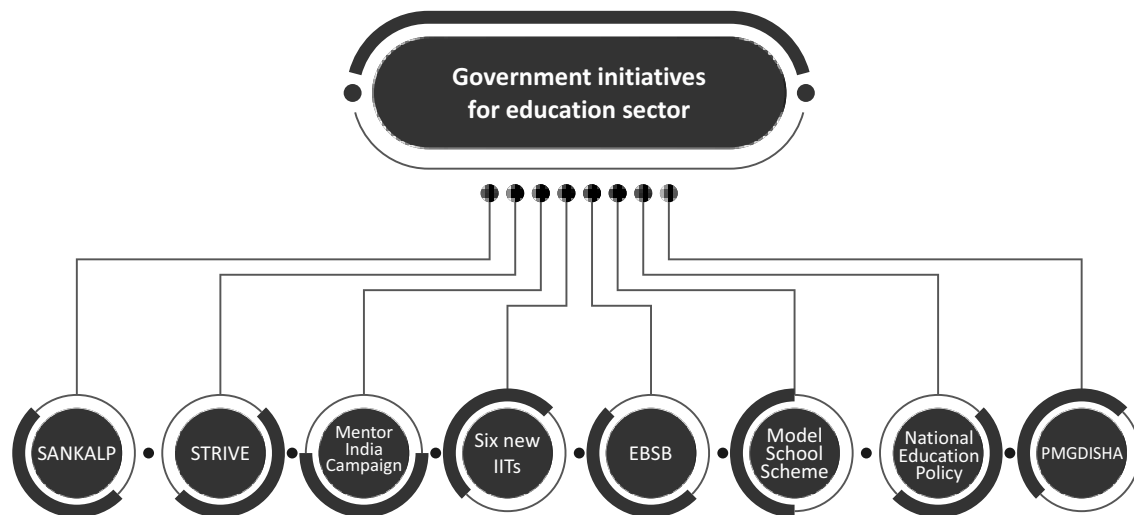 Government initiatives
for education sector
SANKALP
STRIVE
Mentor
India
Campaign
Six new
IITs
EBSB
Model
School
Scheme
National
Education
Policy
PMGDISHA